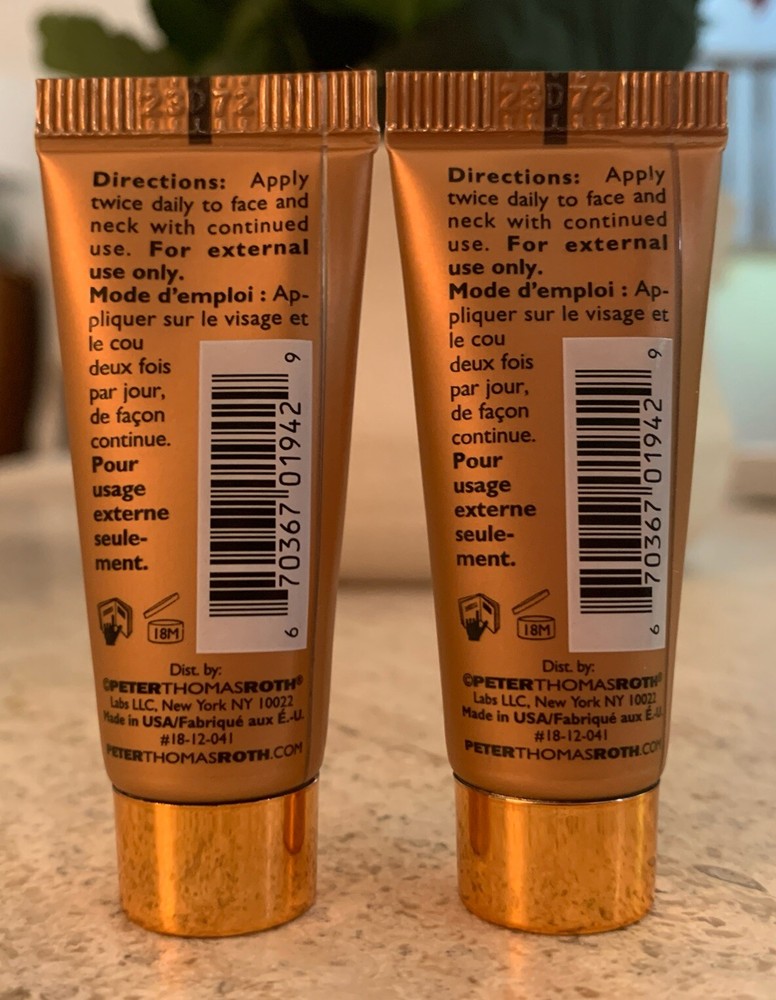 23D72
Directions: Apply
twice daily to face and
neck with continued
use. For external
use only.
Mode d'emploi : Ap-
pliquer sur le visage et
le cou
deux fois
par jour,
de façon
continue.
Pour
usage
externe
seule-
ment.
6 70367 01942 9
18M
Dist. by:
©PETERTHOMASROTH®
Labs LLC, New York NY 10022
Made in USA/Fabriqué aux É.-U.
#18-12-041
PETERTHOMASROTH.COM
23D72
Directions: Apply
twice daily to face and
neck with continued
use. For external
use only.
Mode d'emploi : Ap-
pliquer sur le visage et
le cou
deux fois
par jour,
de façon
continue.
Pour
usage
externe
seule-
ment.
6 70367 01942 9
18M
Dist. by:
©PETERTHOMASROTH®
Labs LLC, New York NY 10022
Made in USA/Fabriqué aux É.-U.
#18-12-041
PETERTHOMASROTH.COM